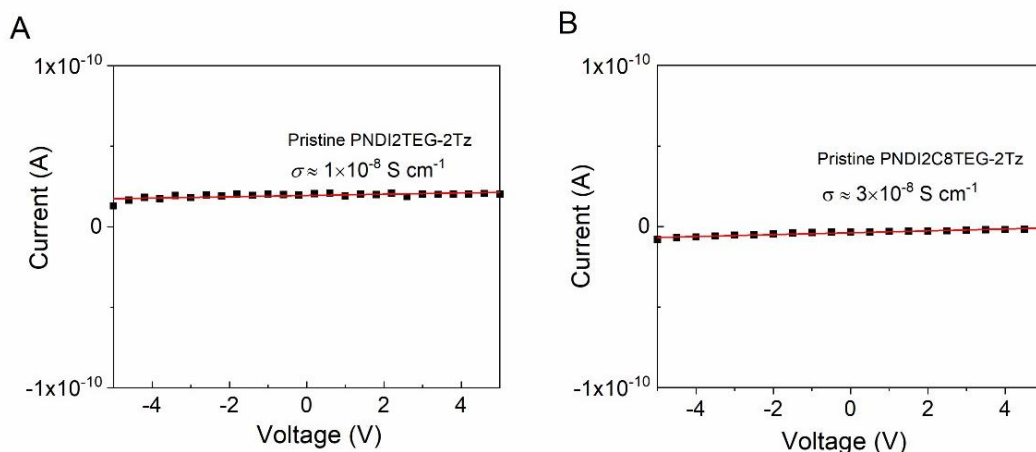 A
1x10⁻¹⁰
Pristine PNDI2TEG-2Tz
σ ≈ 1×10⁻⁸ S cm⁻¹
0
Current (A)
-1x10⁻¹⁰
-4
-2
0
2
4
Voltage (V)
B
1x10⁻¹⁰
Pristine PNDI2C8TEG-2Tz
σ ≈ 3×10⁻⁸ S cm⁻¹
0
Current (A)
-1x10⁻¹⁰
-4
-2
0
2
4
Voltage (V)